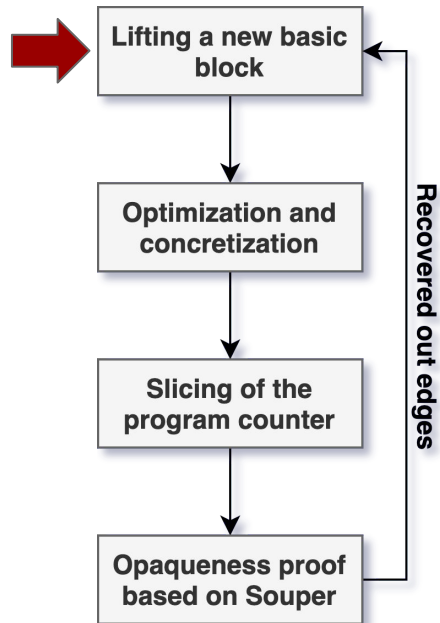 Lifting a new basic
block
Optimization and
concretization
Slicing of the
program counter
Opaqueness proof
based on Souper
Recovered out edges